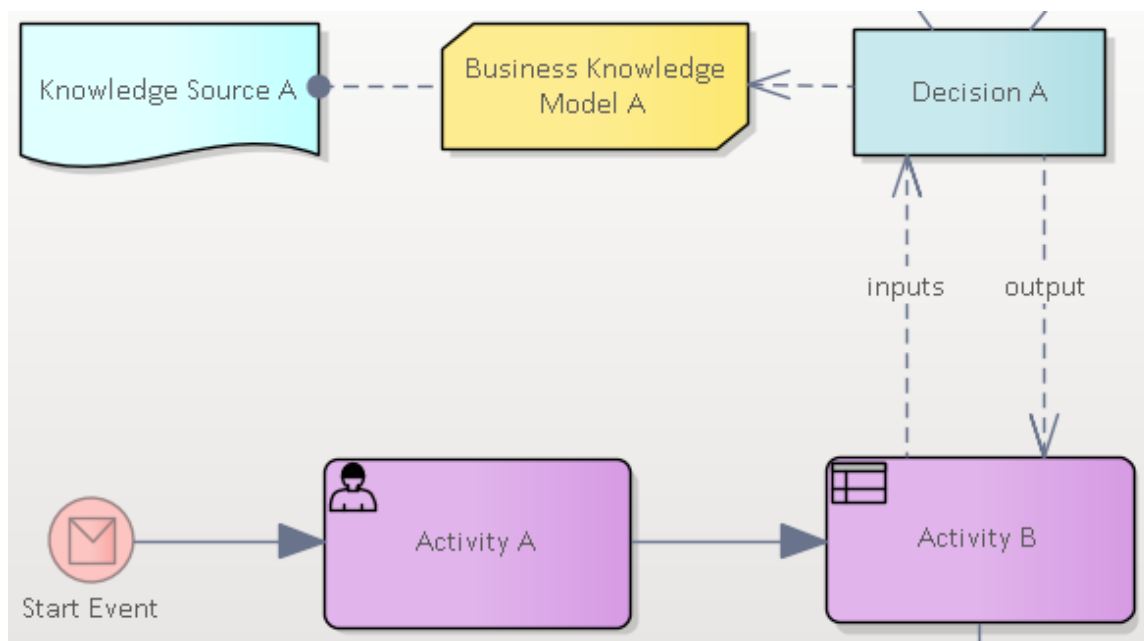 Knowledge Source A
Business Knowledge
Model A
Decision A
inputs
output
Activity A
Activity B
Start Event